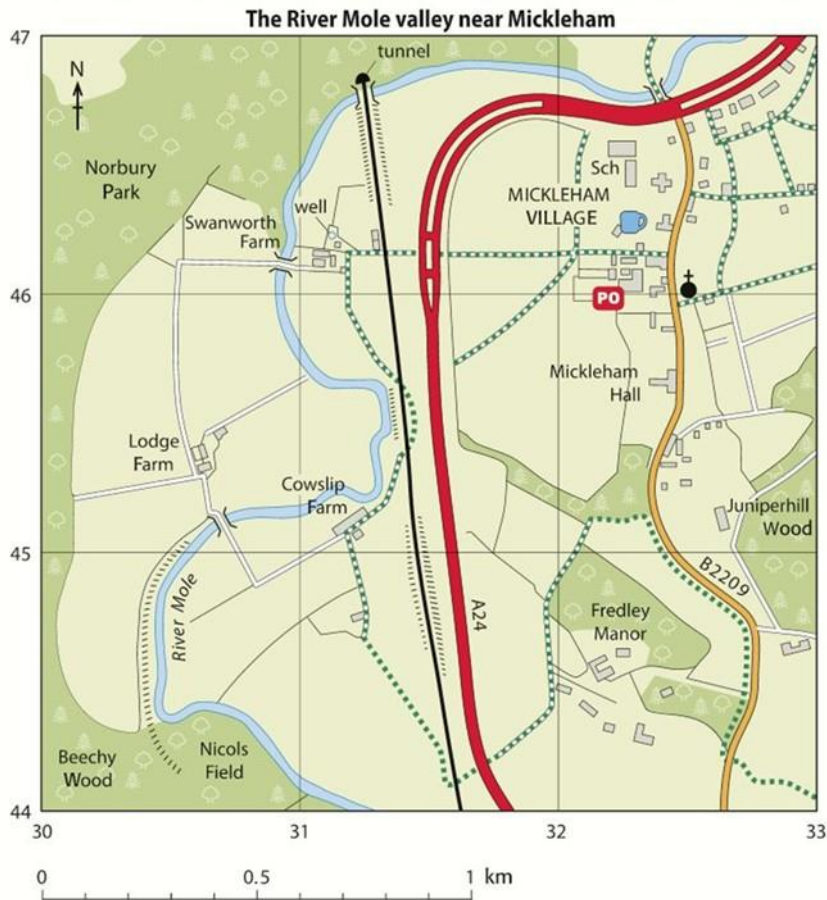 The River Mole valley near Mickleham
47
tunnel
N
Norbury
Park
Sch
MICKLEHAM
VILLAGE
well
Swanworth
Farm
46
PO
Mickleham
Hall
Lodge
Farm
Cowslip
Farm
Juniperhill
Wood
45
B2209
River Mole
A24
Fredley
Manor
Beechy
Wood
Nicols
Field
44
30
31
32
33
0
0.5
1 km